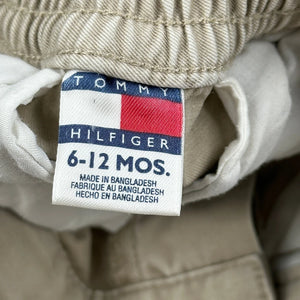 TOMMY
HILFIGER
6-12 MOS.
MADE IN BANGLADESH
FABRIQUE AU BANGLADESH
HECHO EN BANGLADESH